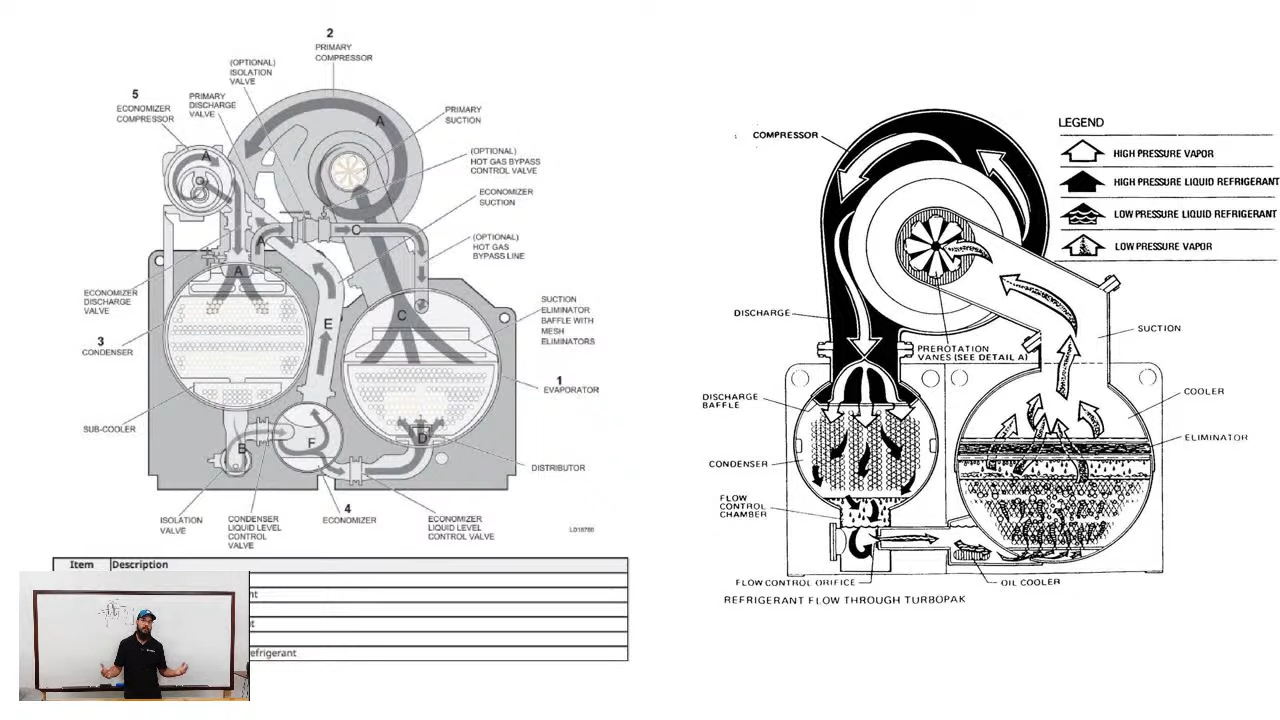 2
PRIMARY
COMPRESSOR
(OPTIONAL)
ISOLATION
VALVE
5
ECONOMIZER
COMPRESSOR
PRIMARY
DISCHARGE
VALVE
PRIMARY
SUCTION
(OPTIONAL)
HOT GAS BYPASS
CONTROL VALVE
ECONOMIZER
SUCTION
(OPTIONAL)
HOT GAS
BYPASS LINE
A
A
A
C
A
ECONOMIZER
DISCHARGE
VALVE
3
CONDENSER
SUB-COOLER
E
C
SUCTION
ELIMINATOR
BAFFLE WITH
MESH
ELIMINATORS
1
EVAPORATOR
B
F
D
DISTRIBUTOR
ISOLATION
VALVE
CONDENSER
LIQUID LEVEL
CONTROL
VALVE
4
ECONOMIZER
ECONOMIZER
LIQUID LEVEL
CONTROL VALVE
Item Description
nt
efrigerant
COMPRESSOR
LEGEND
HIGH PRESSURE VAPOR
HIGH PRESSURE LIQUID REFRIGERANT
LOW PRESSURE LIQUID REFRIGERANT
LOW PRESSURE VAPOR
DISCHARGE
PREROTATION
VANES (SEE DETAIL A)
SUCTION
DISCHARGE
BAFFLE
COOLER
ELIMINATOR
CONDENSER
FLOW
CONTROL
CHAMBER
FLOW CONTROL ORIFICE
OIL COOLER
REFRIGERANT FLOW THROUGH TURBOPAK